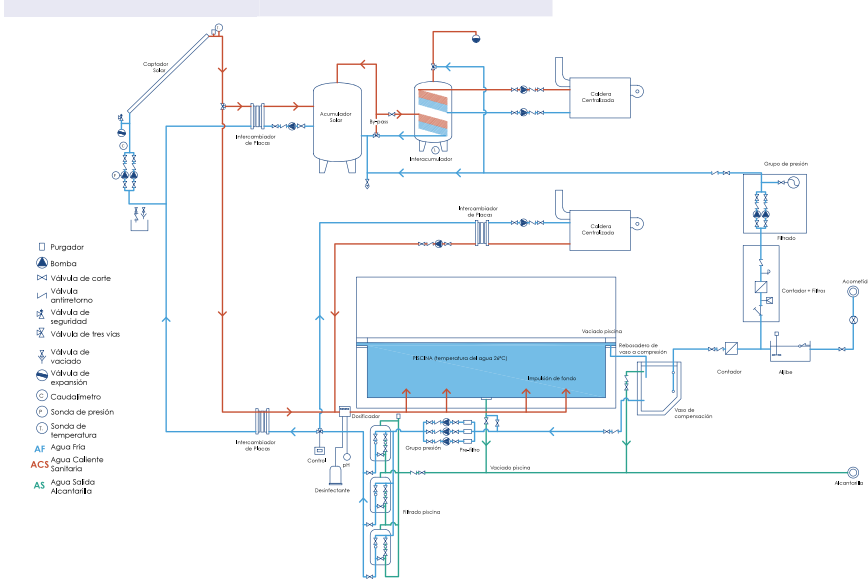 T
Captador
Solar
P
C
Intercambiador
de Placas
Acumulador
Solar
By-pass
Interacumulador
T
Caldera
Centralizada
Grupo de presión
Filtrado
Intercambiador
de Placas
Caldera
Centralizada
Contador + Filtros
Acometida
Purgador
Bomba
Válvula de corte
Válvula
antirretorno
Válvula de
seguridad
Válvula de tres vías
Válvula de
vaciado
Válvula de
expansión
C Caudalímetro
P Sonda de presión
T Sonda de
temperatura
AF Agua Fría
ACS Agua Caliente
Sanitaria
AS Agua Salida
Alcantarilla
Vaciado piscina
PISCINA (temperatura del agua 26ºC)
Impulsión de fondo
Rebosadero de
vaso a compresión
Contador
Aljibe
Vaso de
compensación
Intercambiador
de Placas
Dosificador
Control
pH
Desinfectante
Grupo presión
Pre-Filtro
Vaciado piscina
Filtrado piscina
Alcantarilla